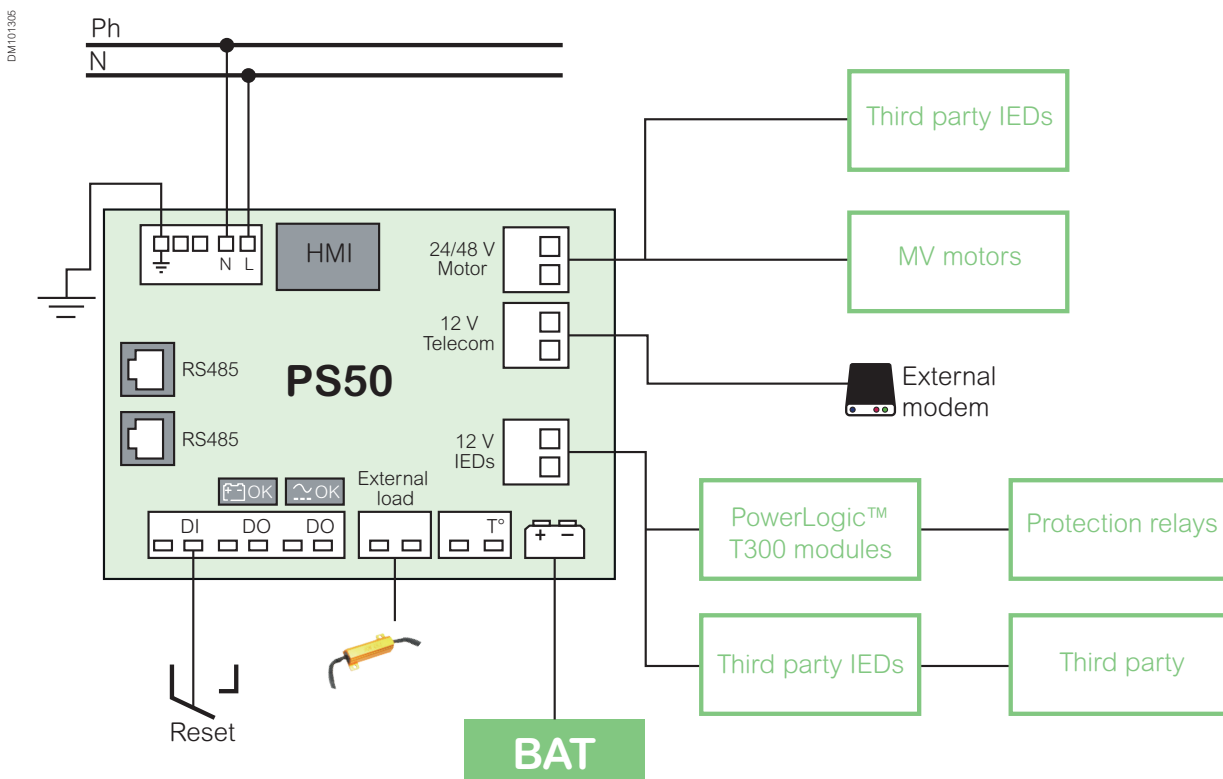 DM101305
Ph
N
N L
HMI
24/48 V
Motor
12 V
Telecom
RS485
PS50
RS485
12 V
IEDs
OK
OK
External
load
DI
DO
DO
T°
+ −
Reset
BAT
Third party IEDs
MV motors
External
modem
PowerLogic™
T300 modules
Protection relays
Third party IEDs
Third party